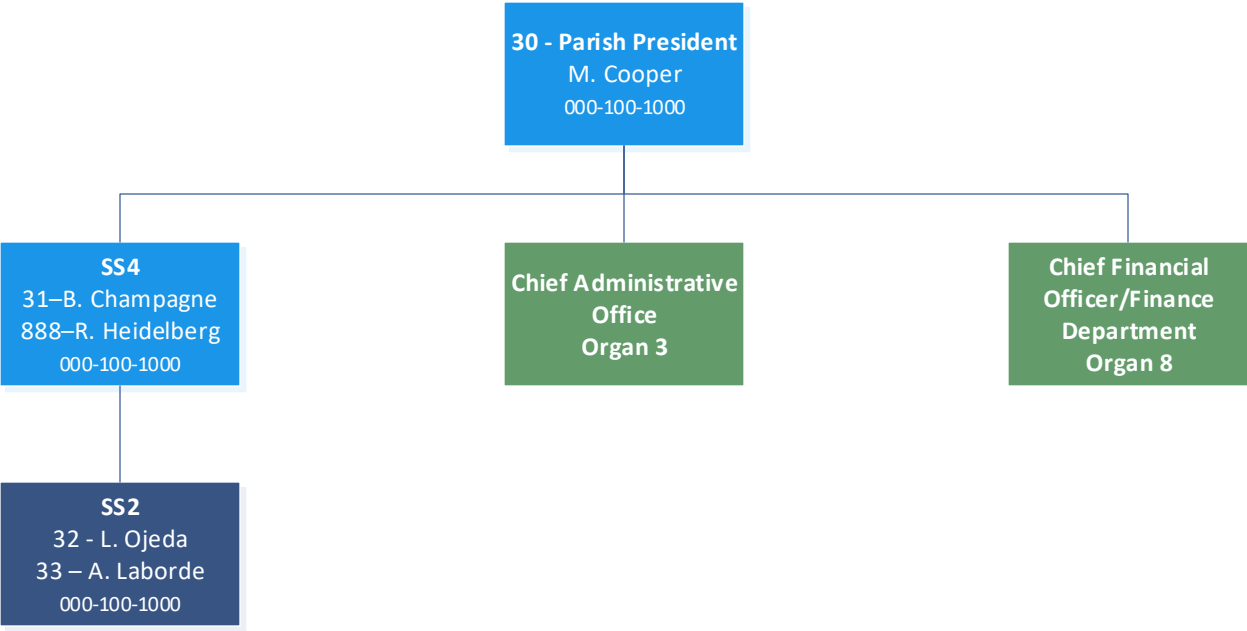 30 - Parish President
M. Cooper
000-100-1000
SS4
31–B. Champagne
888–R. Heidelberg
000-100-1000
Chief Administrative
Office
Organ 3
Chief Financial
Officer/Finance
Department
Organ 8
SS2
32 - L. Ojeda
33 – A. Laborde
000-100-1000